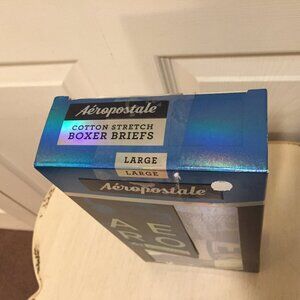 Aéropostale
COTTON STRETCH
BOXER BRIEFS
LARGE
LARGE
Aéropostale